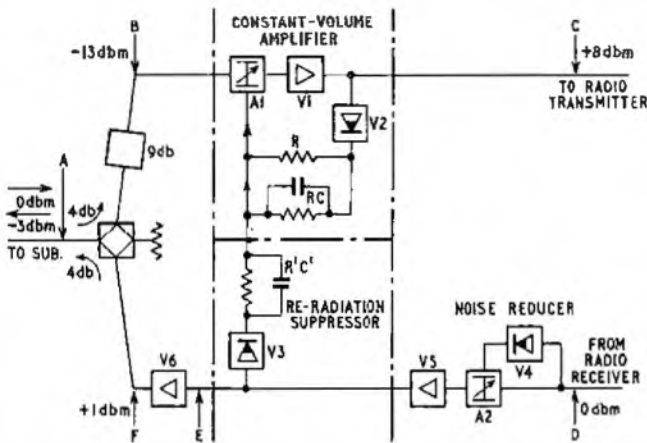 B
-13dbm
CONSTANT-VOLUME
AMPLIFIER
C
+8dbm
A1
V1
TO RADIO
TRANSMITTER
V2
9db
A
R
RC
0dbm
-3dbm
4db
TO SUB.
4db
R'C'
RE-RADIATION
SUPPRESSOR
NOISE REDUCER
V3
V4
FROM
RADIO
RECEIVER
V6
V5
A2
+1dbm
0dbm
F
E
D